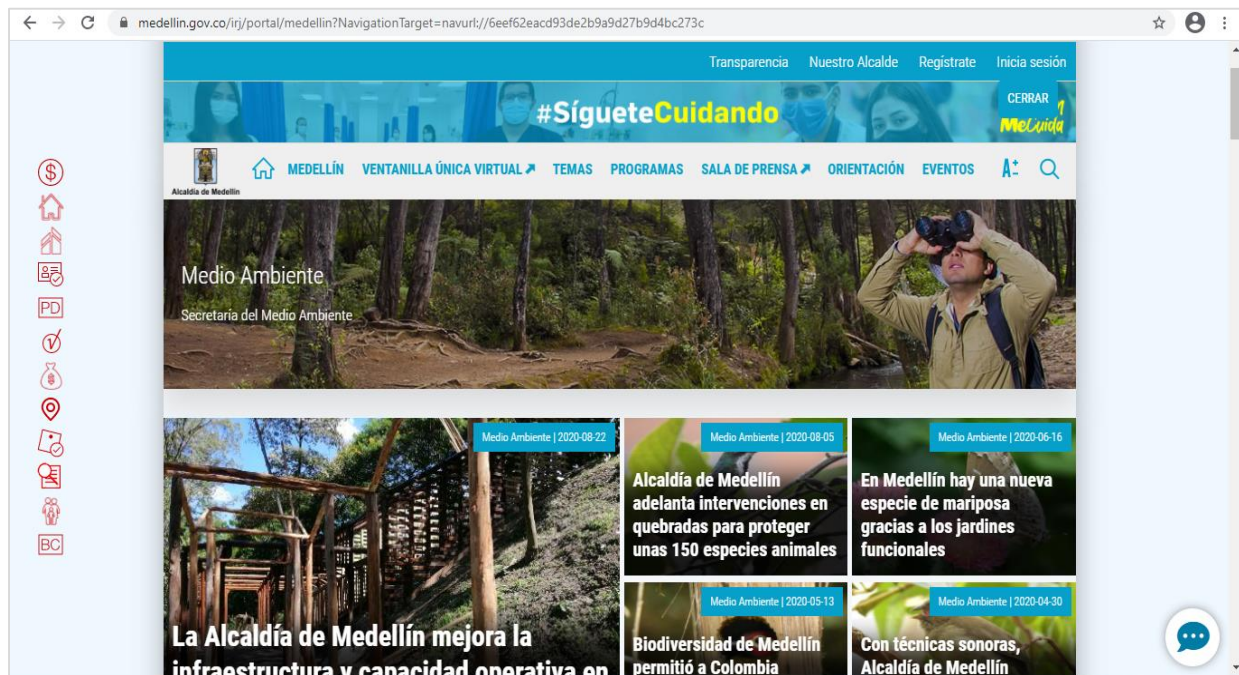 medellin.gov.co/irj/portal/medellin?NavigationTarget=navurl://6eef62eacd93de2b9a9d27b9d4bc273c
Transparencia Nuestro Alcalde Regístrate Inicia sesión
#SígueteCuidando
CERRAR
MeCuida
Alcaldía de Medellín
MEDELLÍN VENTANILLA ÚNICA VIRTUAL TEMAS PROGRAMAS SALA DE PRENSA ORIENTACIÓN EVENTOS A+-
Medio Ambiente
Secretaria del Medio Ambiente
PD
BC
Medio Ambiente | 2020-08-22
La Alcaldía de Medellín mejora la
infraestructura y capacidad operativa en
Medio Ambiente | 2020-08-05
Alcaldía de Medellín
adelanta intervenciones en
quebradas para proteger
unas 150 especies animales
Medio Ambiente | 2020-06-16
En Medellín hay una nueva
especie de mariposa
gracias a los jardines
funcionales
Medio Ambiente | 2020-05-13
Biodiversidad de Medellín
permitió a Colombia
Medio Ambiente | 2020-04-30
Con técnicas sonoras,
Alcaldía de Medellín